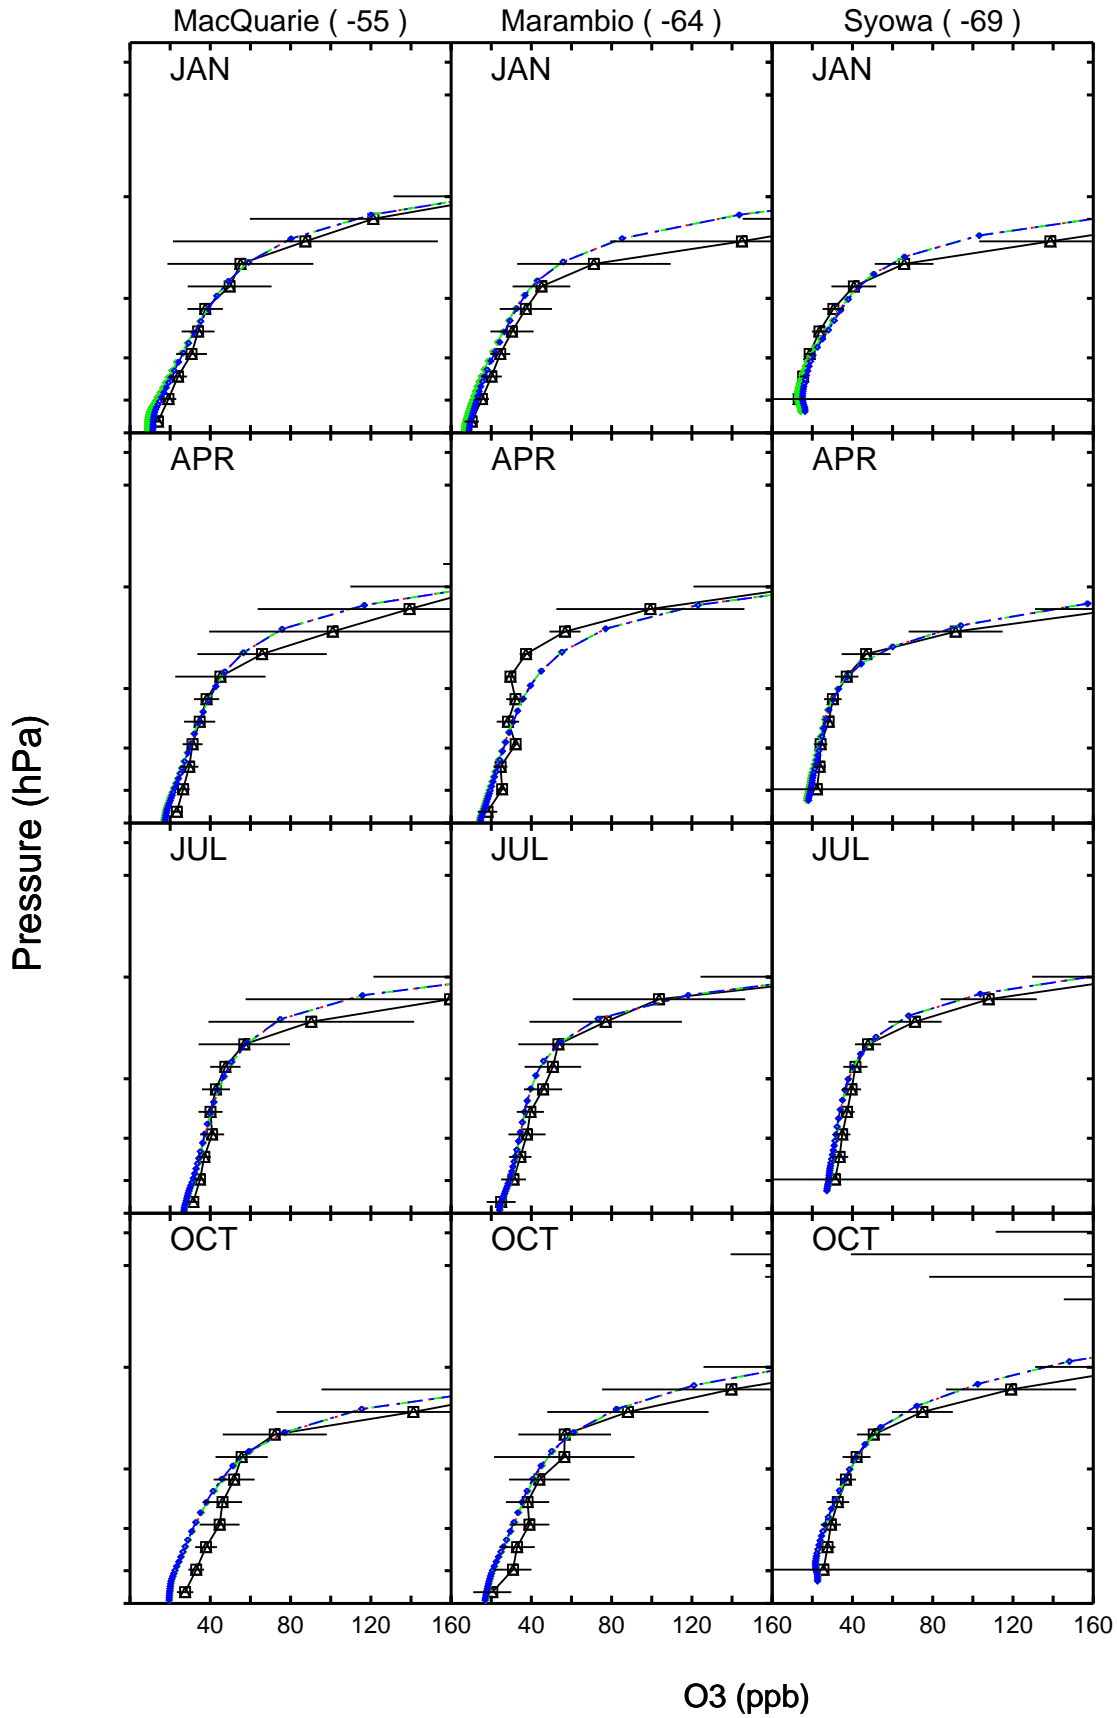 MacQuarie ( -55 ) Marambio ( -64 ) Syowa ( -69 )
JAN JAN JAN
APR APR APR
JUL JUL JUL
OCT OCT OCT
Pressure (hPa)
40 80 120 160 40 80 120 160 40 80 120 160
O3 (ppb)